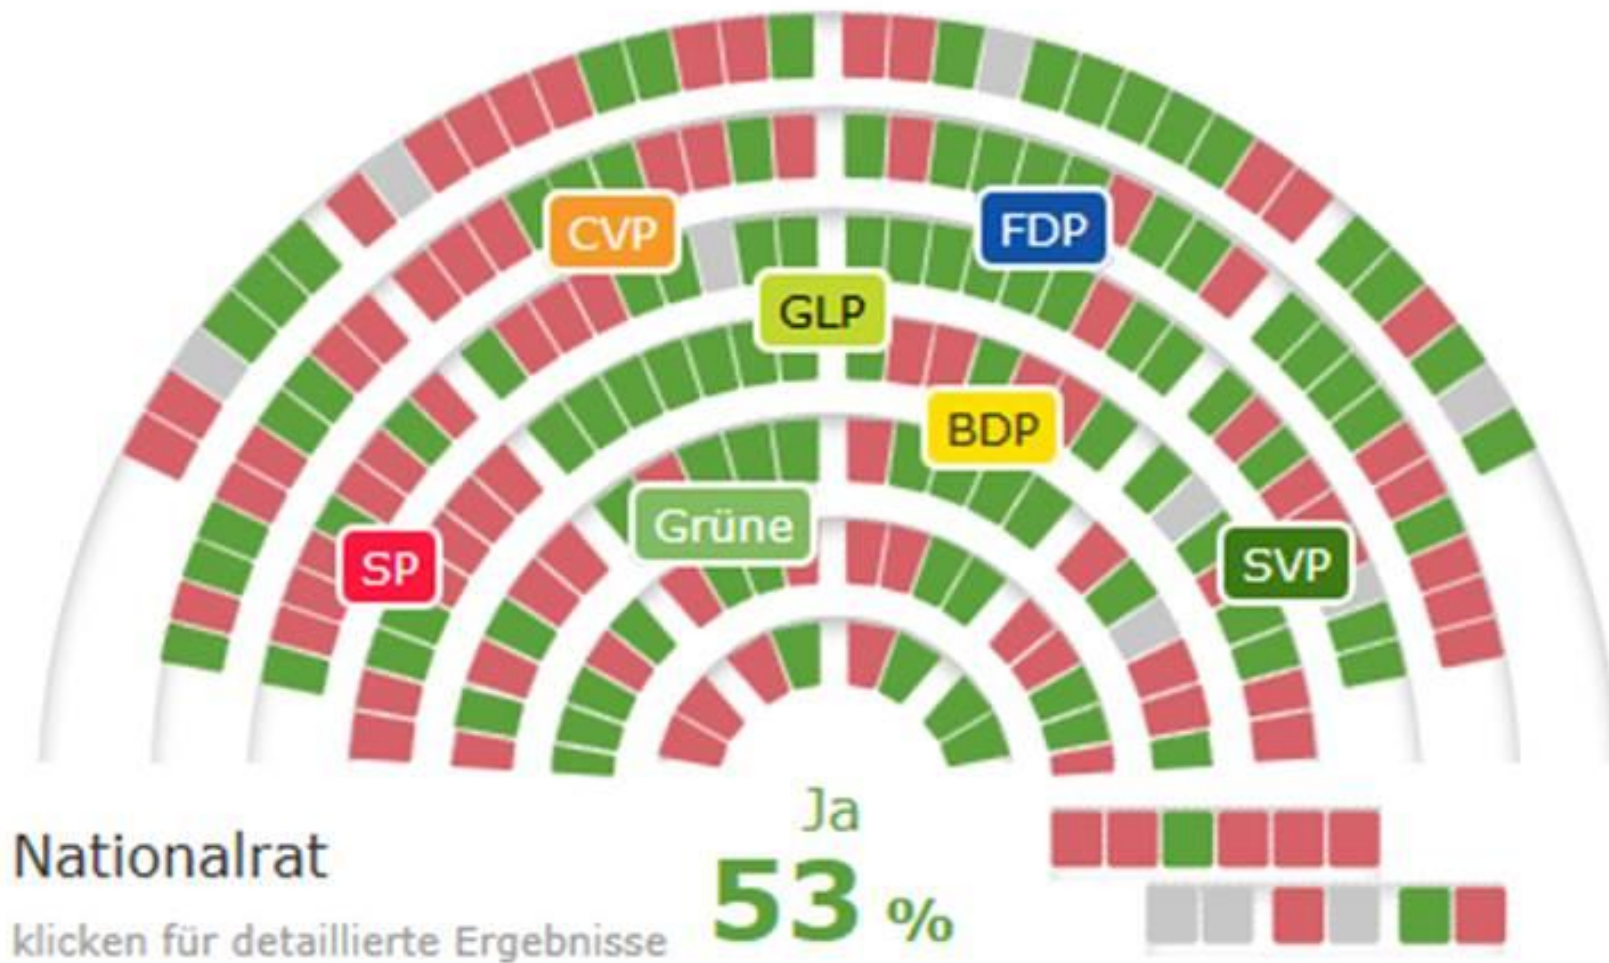 CVP
FDP
GLP
BDP
Grüne
SP
SVP
Ja
53 %
Nationalrat
klicken für detaillierte Ergebnisse